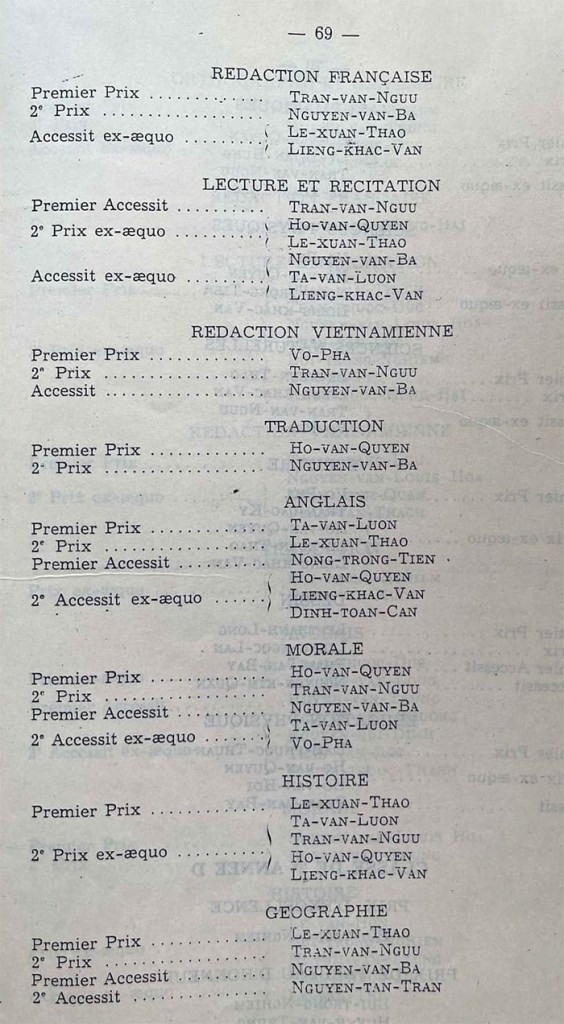 — 69 —
REDACTION FRANÇAISE
Premier Prix ............ TRAN-VAN-NGUU
2e Prix ............ NGUYEN-VAN-BA
Accessit ex-æquo ......... LE-XUAN-THAO
LIENG-KHAC-VAN
LECTURE ET RECITATION
Premier Accessit .......... TRAN-VAN-NGUU
2e Prix ex-æquo .......... HO-VAN-QUYEN
LE-XUAN-THAO
NGUYEN-VAN-BA
Accessit ex-æquo ......... TA-VAN-LUON
LIENG-KHAC-VAN
REDACTION VIETNAMIENNE
Premier Prix ............ VO-PHA
2e Prix ............ TRAN-VAN-NGUU
Accessit ............ NGUYEN-VAN-BA
TRADUCTION
Premier Prix ............ HO-VAN-QUYEN
2e Prix ............ NGUYEN-VAN-BA
ANGLAIS
Premier Prix ............ TA-VAN-LUON
2e Prix ............ LE-XUAN-THAO
Premier Accessit ........ NONG-TRONG-TIEN
HO-VAN-QUYEN
2e Accessit ex-æquo ...... LIENG-KHAC-VAN
DINH-TOAN-CAN
MORALE
Premier Prix ............ HO-VAN-QUYEN
2e Prix ............ TRAN-VAN-NGUU
Premier Accessit ......... NGUYEN-VAN-BA
2e Accessit ex-æquo ...... TA-VAN-LUON
VO-PHA
HISTOIRE
Premier Prix ............ LE-XUAN-THAO
TA-VAN-LUON
TRAN-VAN-NGUU
2e Prix ex-æquo ......... HO-VAN-QUYEN
LIENG-KHAC-VAN
GEOGRAPHIE
Premier Prix ............ LE-XUAN-THAO
2e Prix ............ TRAN-VAN-NGUU
Premier Accessit ......... NGUYEN-VAN-BA
2e Accessit ............ NGUYEN-TAN-TRAN